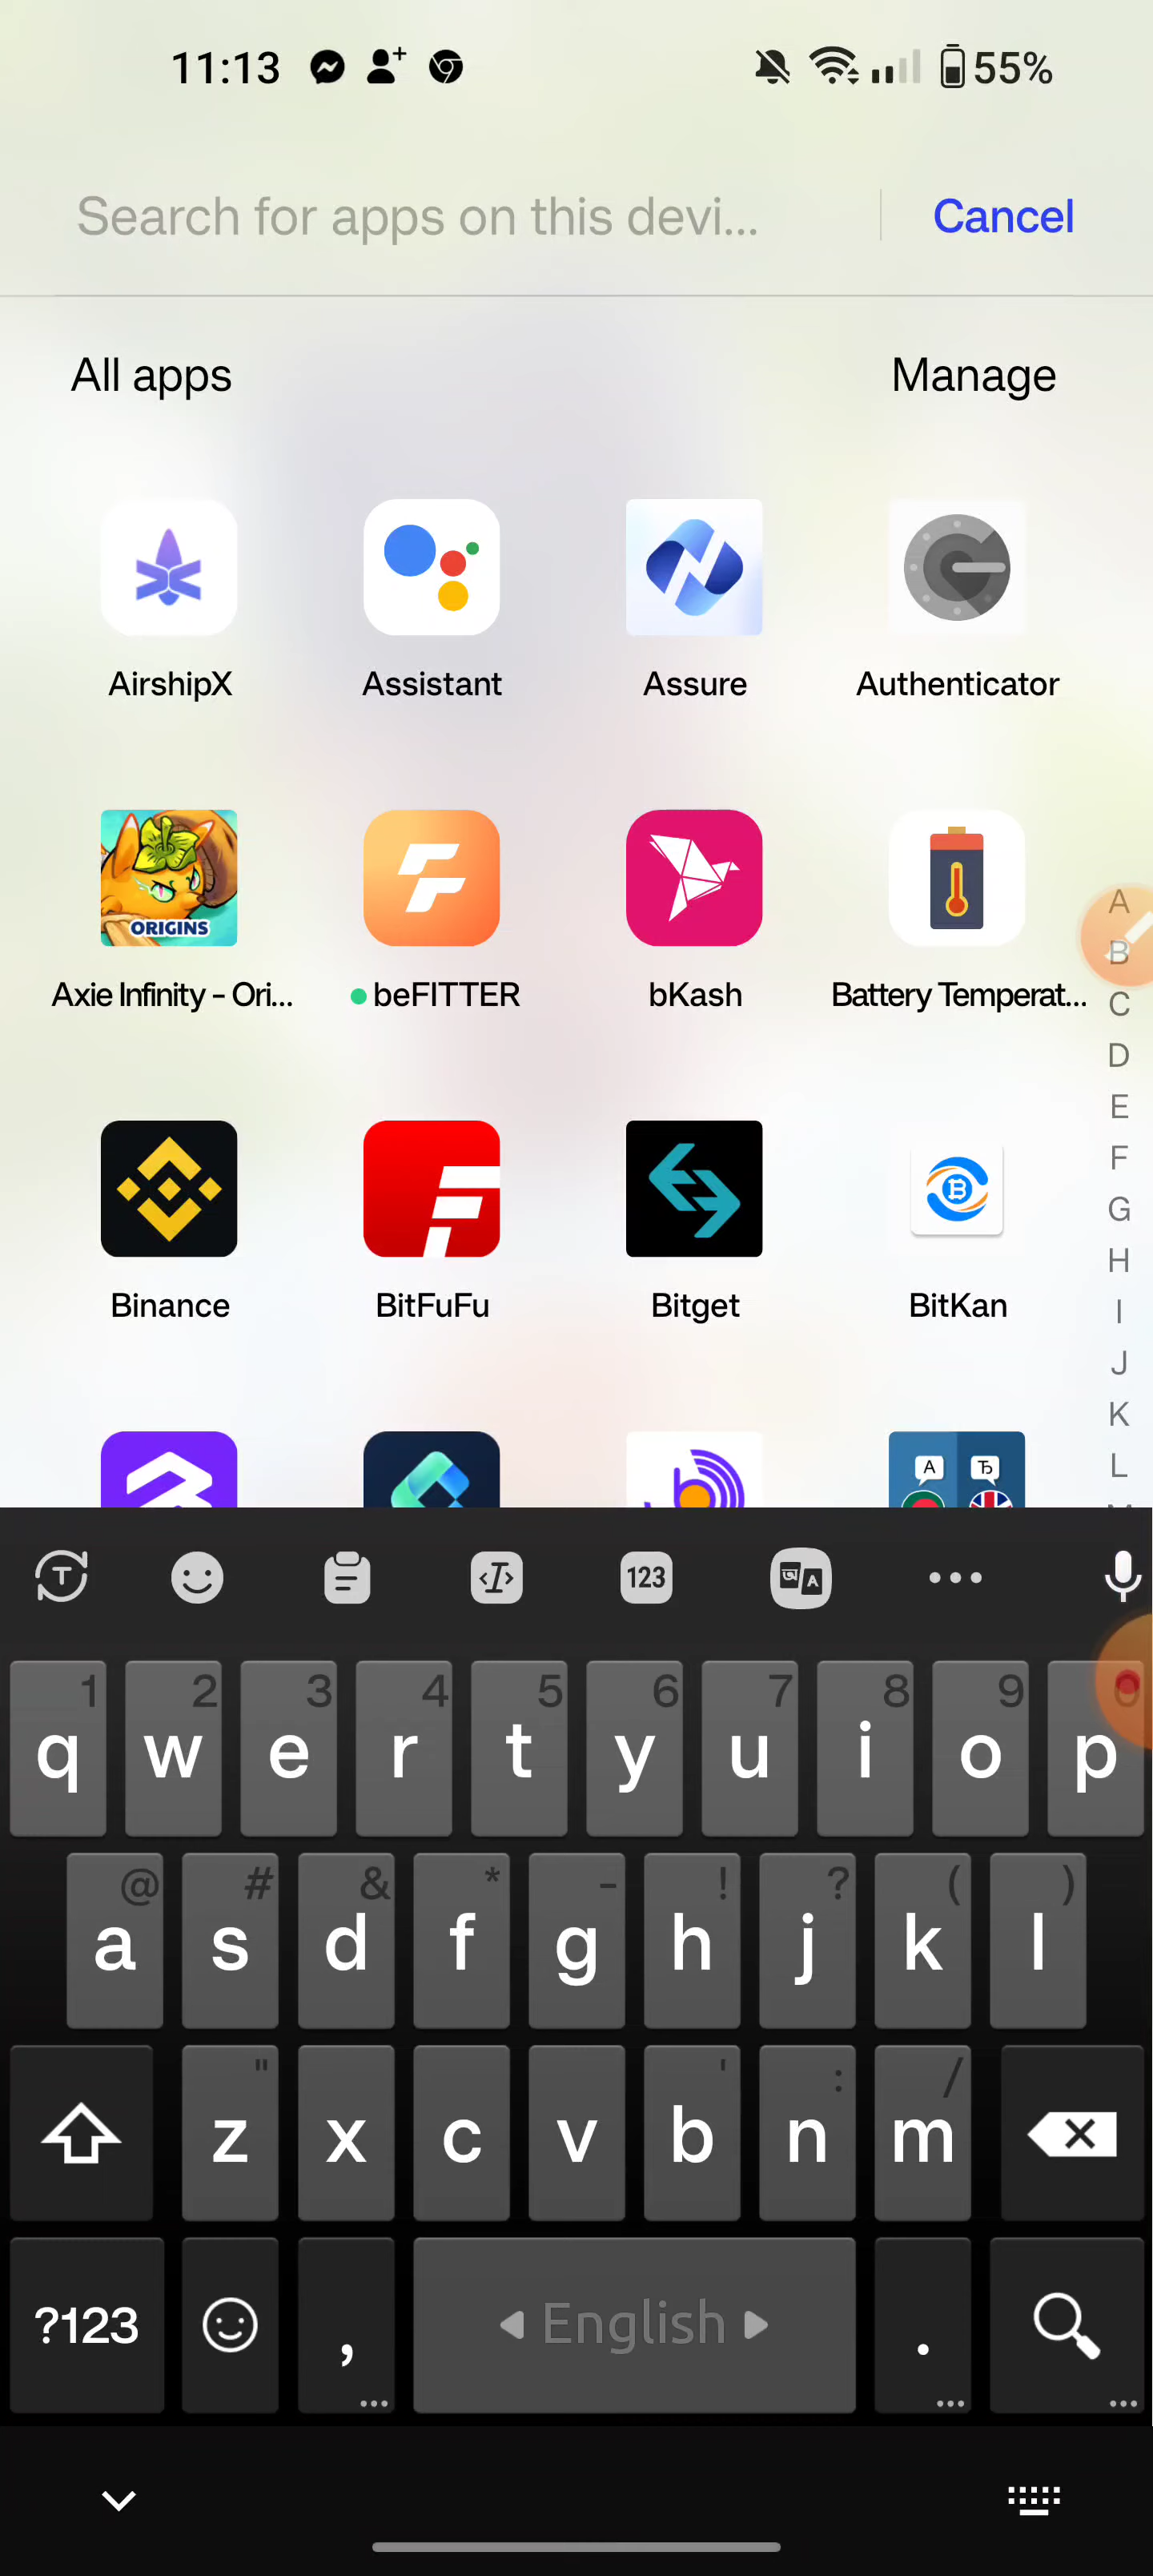 11:13
55%
Search for apps on this devi...
Cancel
All apps
Manage
AirshipX
Assistant
Assure
Authenticator
ORIGINS
Axie Infinity - Ori...
beFITTER
bKash
Battery Temperat...
Binance
BitFuFu
Bitget
BitKan
A
Ђ
A
B
C
D
E
F
G
H
I
J
K
L
T
</I>
123
অ A
1 2 3 4 5 6 7 8 9 0
q w e r t y u i o p
@ # & * - ! ? ( )
a s d f g h j k l
" ' : /
z x c v b n m
?123
,
English
.